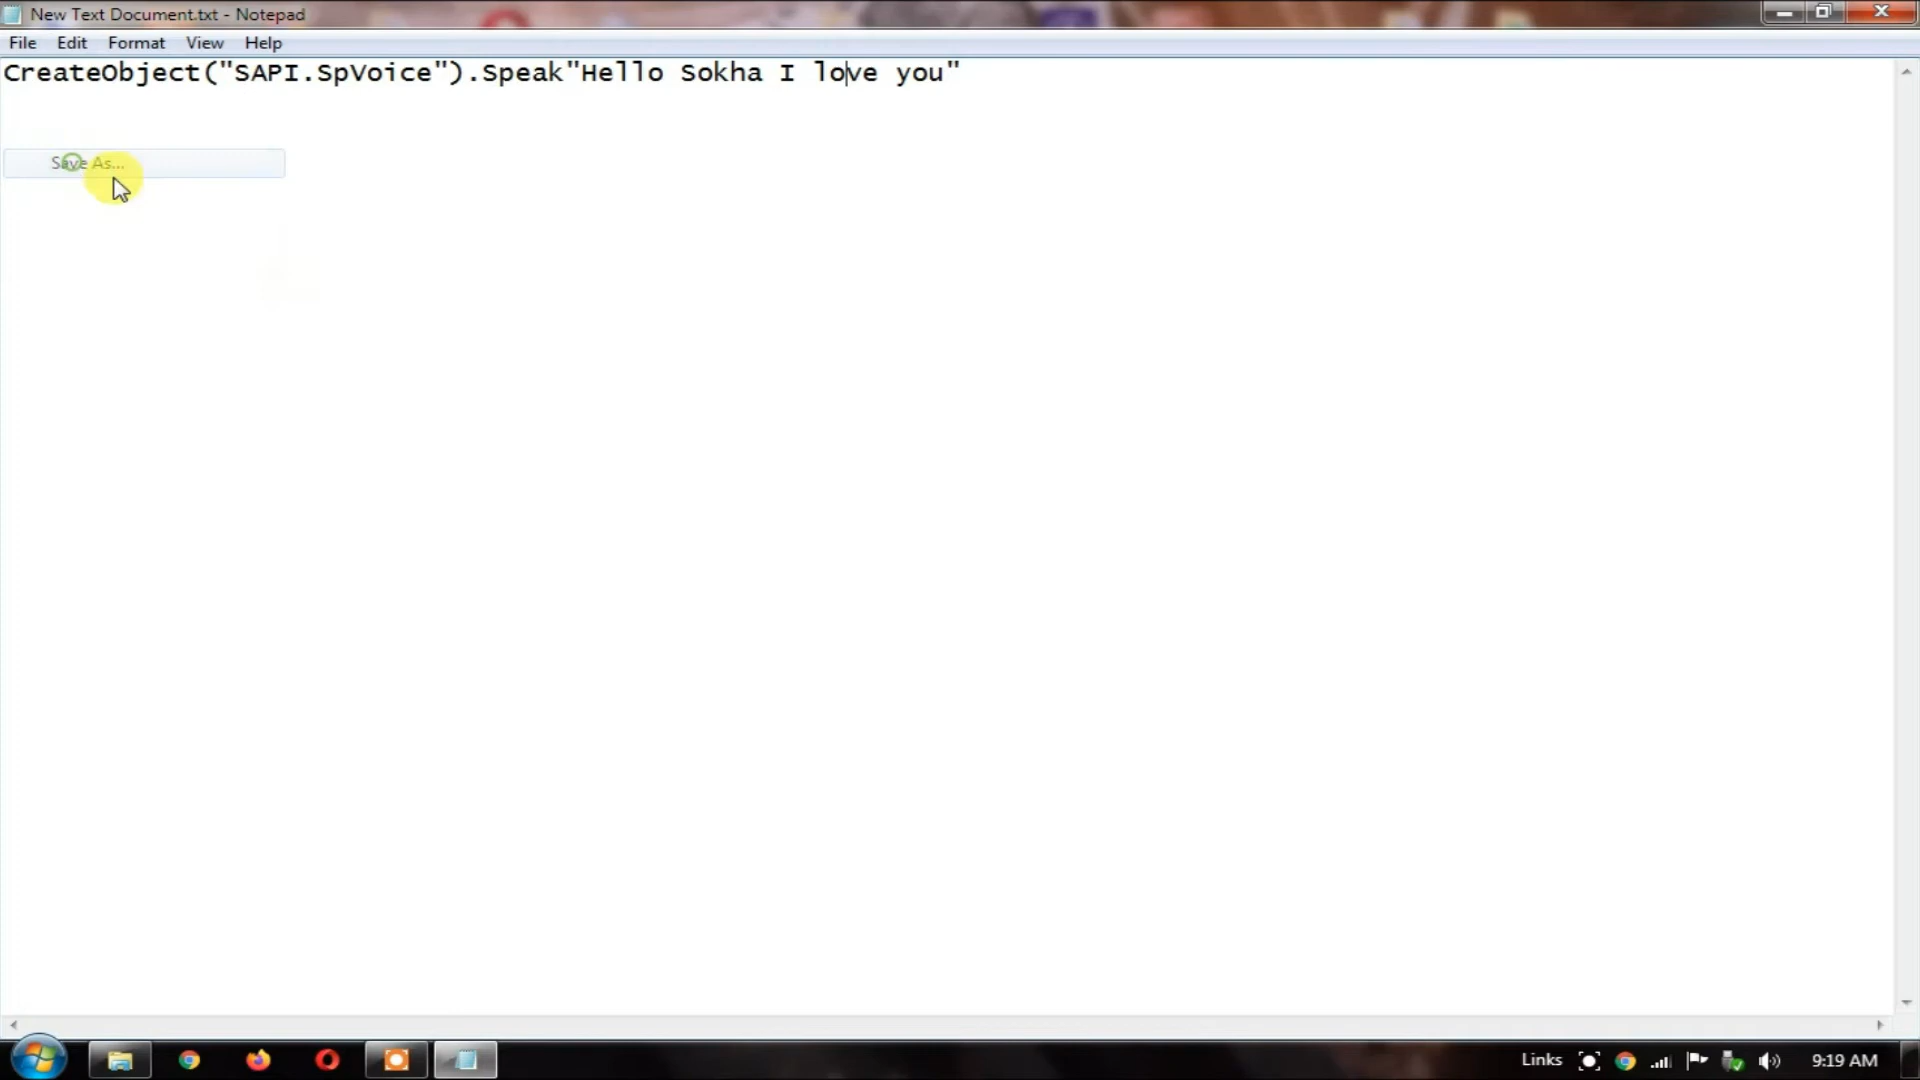 New Text Document.txt - Notepad
File Edit Format View Help
CreateObject("SAPI.SpVoice").Speak"Hello Sokha I love you"
Save As...
Links 9:19 AM